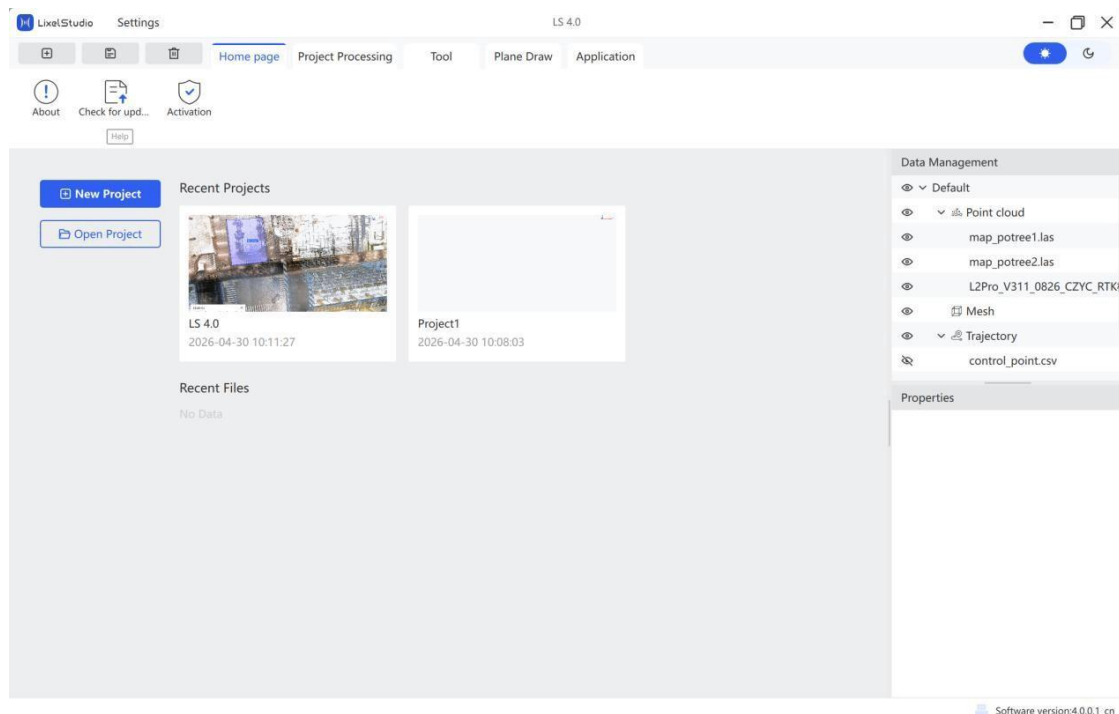 LixelStudio Settings LS 4.0
Home page Project Processing Tool Plane Draw Application
About Check for upd... Activation
Help
New Project
Open Project
Recent Projects
LS 4.0
2026-04-30 10:11:27
Project1
2026-04-30 10:08:03
Recent Files
No Data
Data Management
Default
Point cloud
map_potree1.las
map_potree2.las
L2Pro_V311_0826_CZYC_RTK
Mesh
Trajectory
control_point.csv
Properties
Software version:4.0.0.1_cn